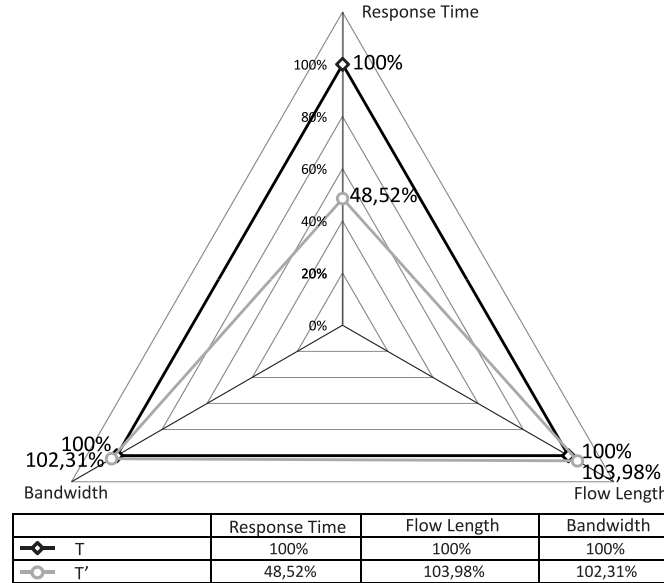 Response Time
100% 100%
80%
60%
48,52%
40%
20%
0%
100% 100%
102,31% 103,98%
Bandwidth Flow Length
Response Time Flow Length Bandwidth
T 100% 100% 100%
T' 48,52% 103,98% 102,31%